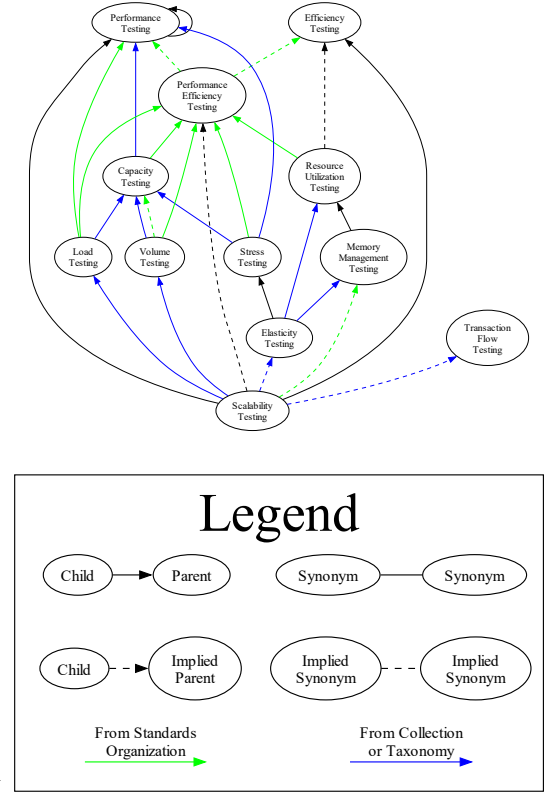 Performance
Testing
Efficiency
Testing
Performance
Efficiency
Testing
Capacity
Testing
Resource
Utilization
Testing
Load
Testing
Volume
Testing
Stress
Testing
Memory
Management
Testing
Elasticity
Testing
Transaction
Flow
Testing
Scalability
Testing
Legend
Child
Parent
Synonym
Synonym
Child
Implied
Parent
Implied
Synonym
Implied
Synonym
From Standards
Organization
From Collection
or Taxonomy